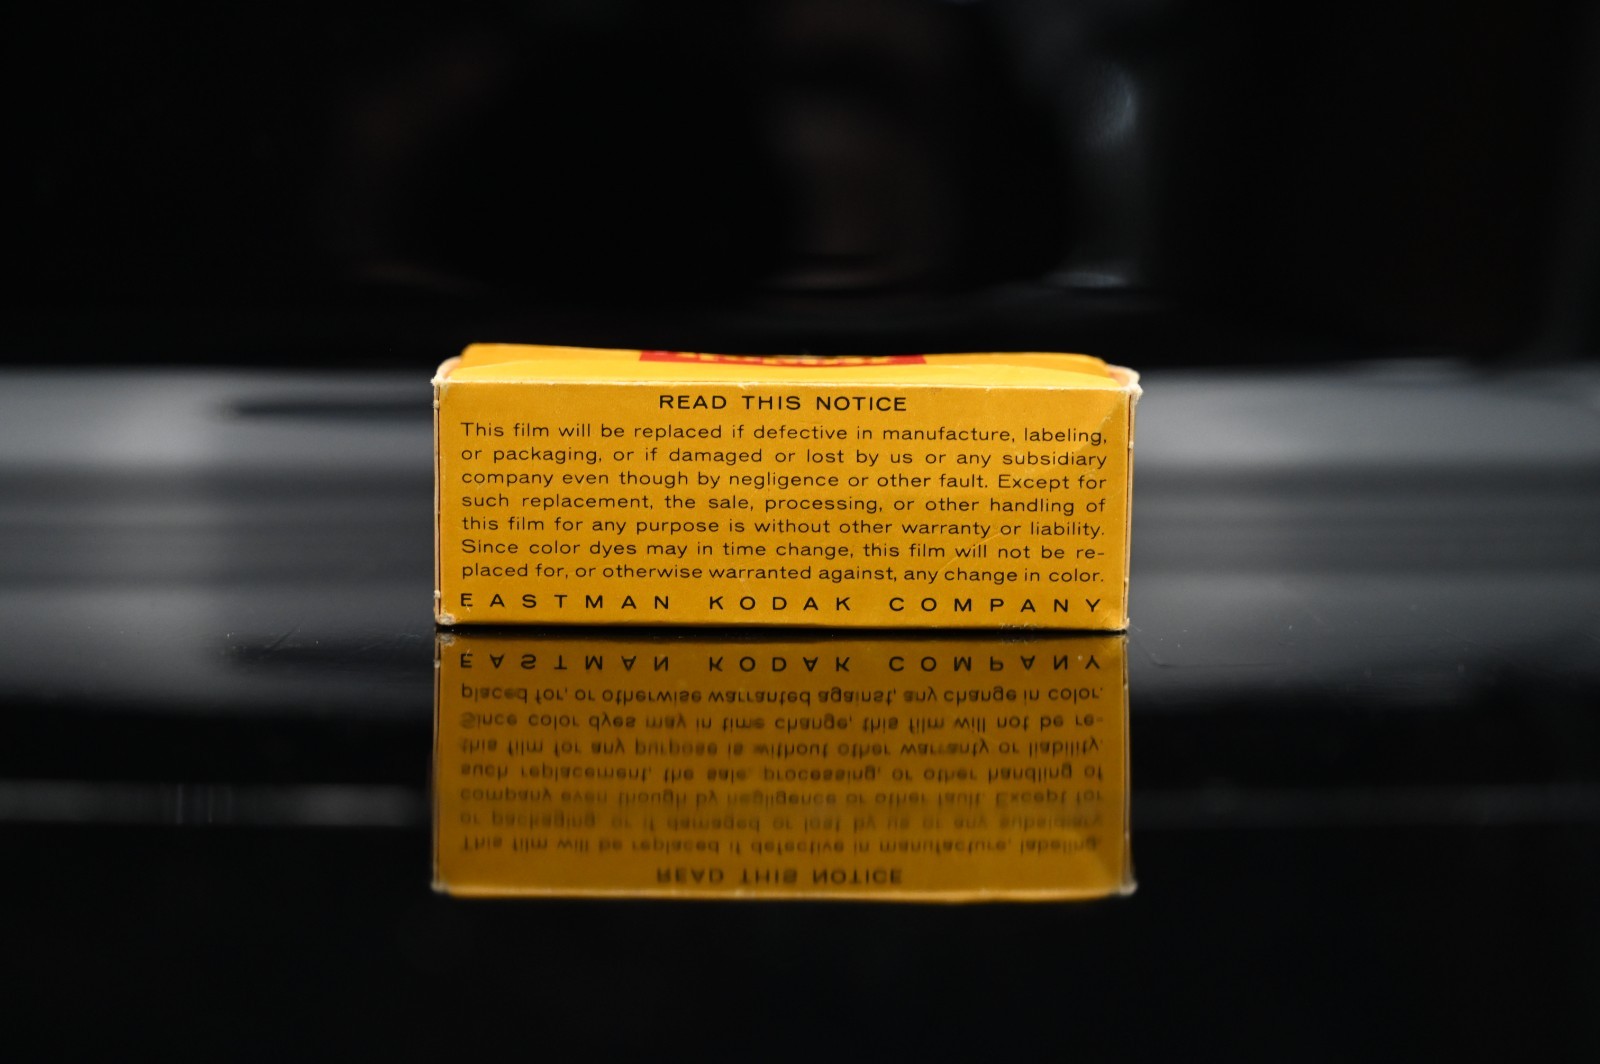 READ THIS NOTICE
This film will be replaced if defective in manufacture, labeling,
or packaging, or if damaged or lost by us or any subsidiary
company even though by negligence or other fault. Except for
such replacement, the sale, processing, or other handling of
this film for any purpose is without other warranty or liability.
Since color dyes may in time change, this film will not be re-
placed for, or otherwise warranted against, any change in color.
EASTMAN KODAK COMPANY